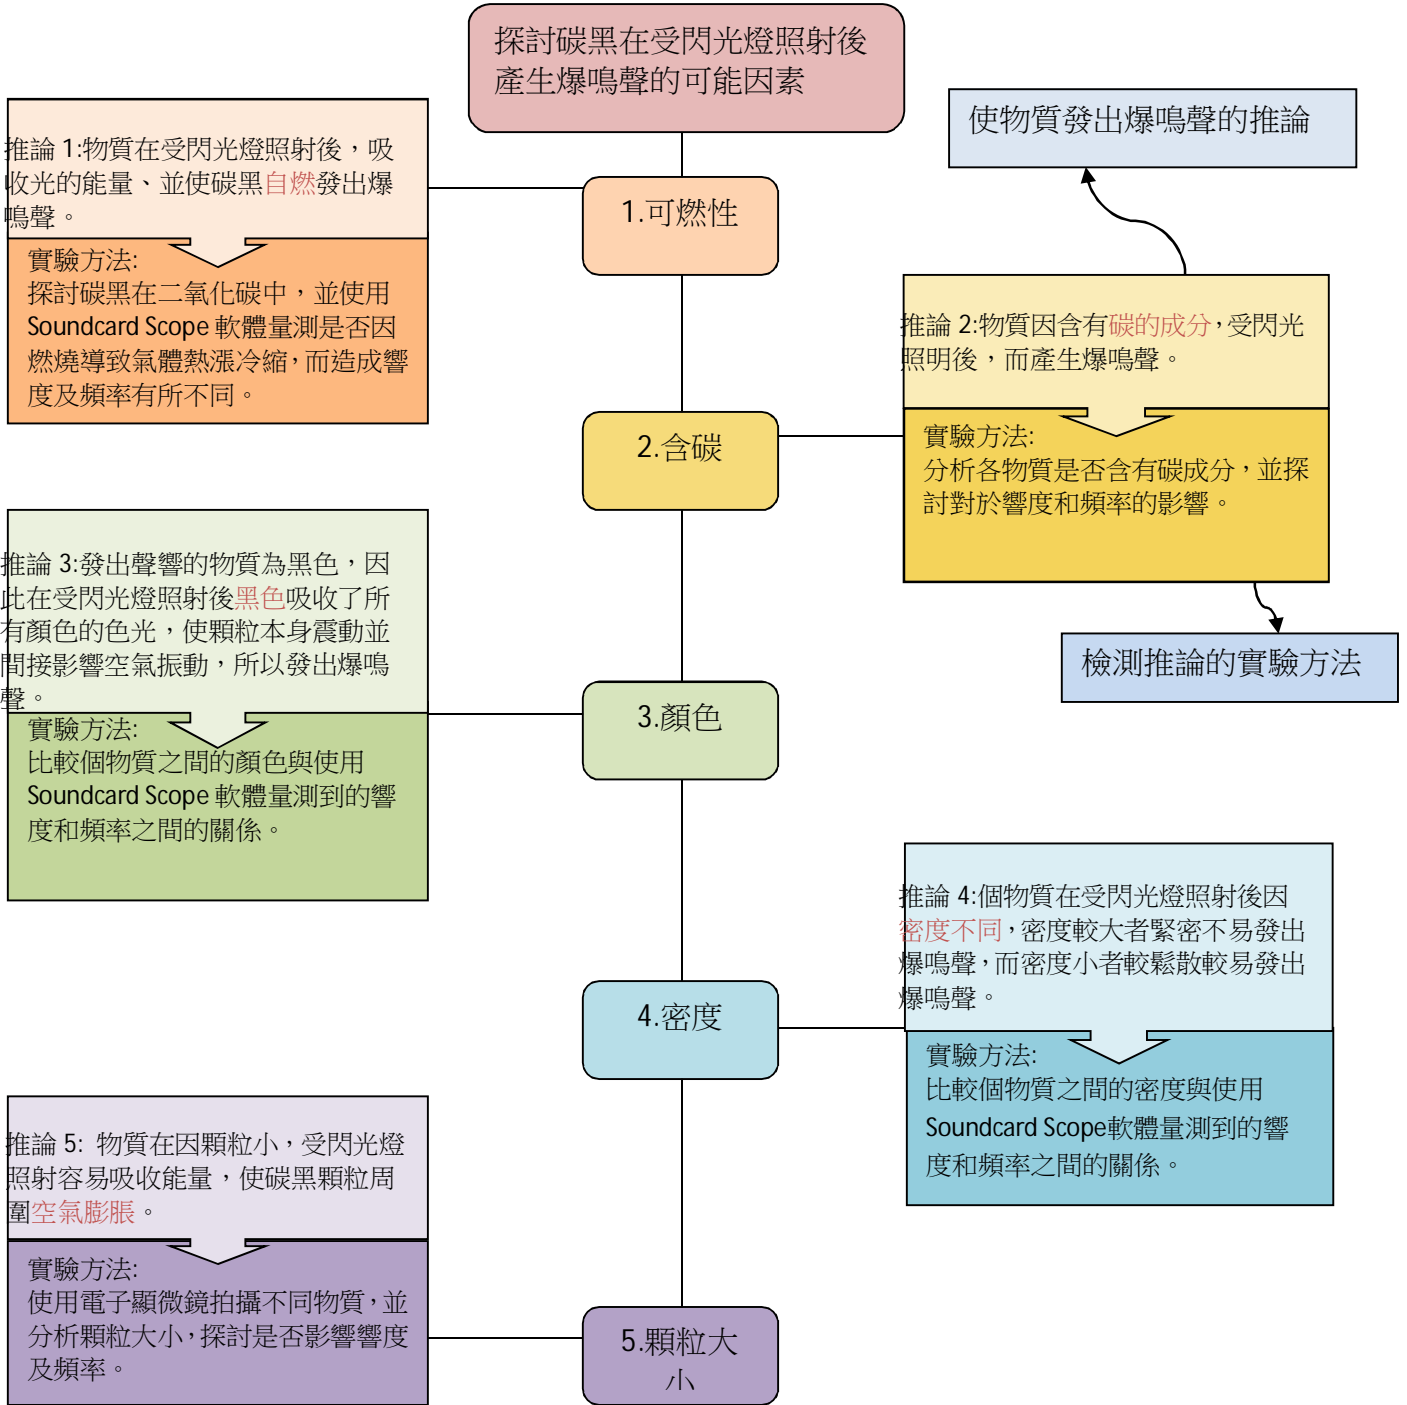 探討碳黑在受閃光燈照射後
產生爆鳴聲的可能因素
使物質發出爆鳴聲的推論
推論 1:物質在受閃光燈照射後，吸
收光的能量、並使碳黑自燃發出爆
鳴聲。
實驗方法:
探討碳黑在二氧化碳中，並使用
Soundcard Scope 軟體量測是否因
燃燒導致氣體熱漲冷縮，而造成響
度及頻率有所不同。
1.可燃性
推論 2:物質因含有碳的成分，受閃光
照明後，而產生爆鳴聲。
實驗方法:
分析各物質是否含有碳成分，並探
討對於響度和頻率的影響。
2.含碳
檢測推論的實驗方法
推論 3:發出聲響的物質為黑色，因
此在受閃光燈照射後黑色吸收了所
有顏色的色光，使顆粒本身震動並
間接影響空氣振動，所以發出爆鳴
聲。
實驗方法:
比較個物質之間的顏色與使用
Soundcard Scope 軟體量測到的響
度和頻率之間的關係。
3.顏色
推論 4:個物質在受閃光燈照射後因
密度不同，密度較大者緊密不易發出
爆鳴聲，而密度小者較鬆散較易發出
爆鳴聲。
實驗方法:
比較個物質之間的密度與使用
Soundcard Scope軟體量測到的響
度和頻率之間的關係。
4.密度
推論 5: 物質在因顆粒小，受閃光燈
照射容易吸收能量，使碳黑顆粒周
圍空氣膨脹。
實驗方法:
使用電子顯微鏡拍攝不同物質，並
分析顆粒大小，探討是否影響響度
及頻率。
5.顆粒大
小